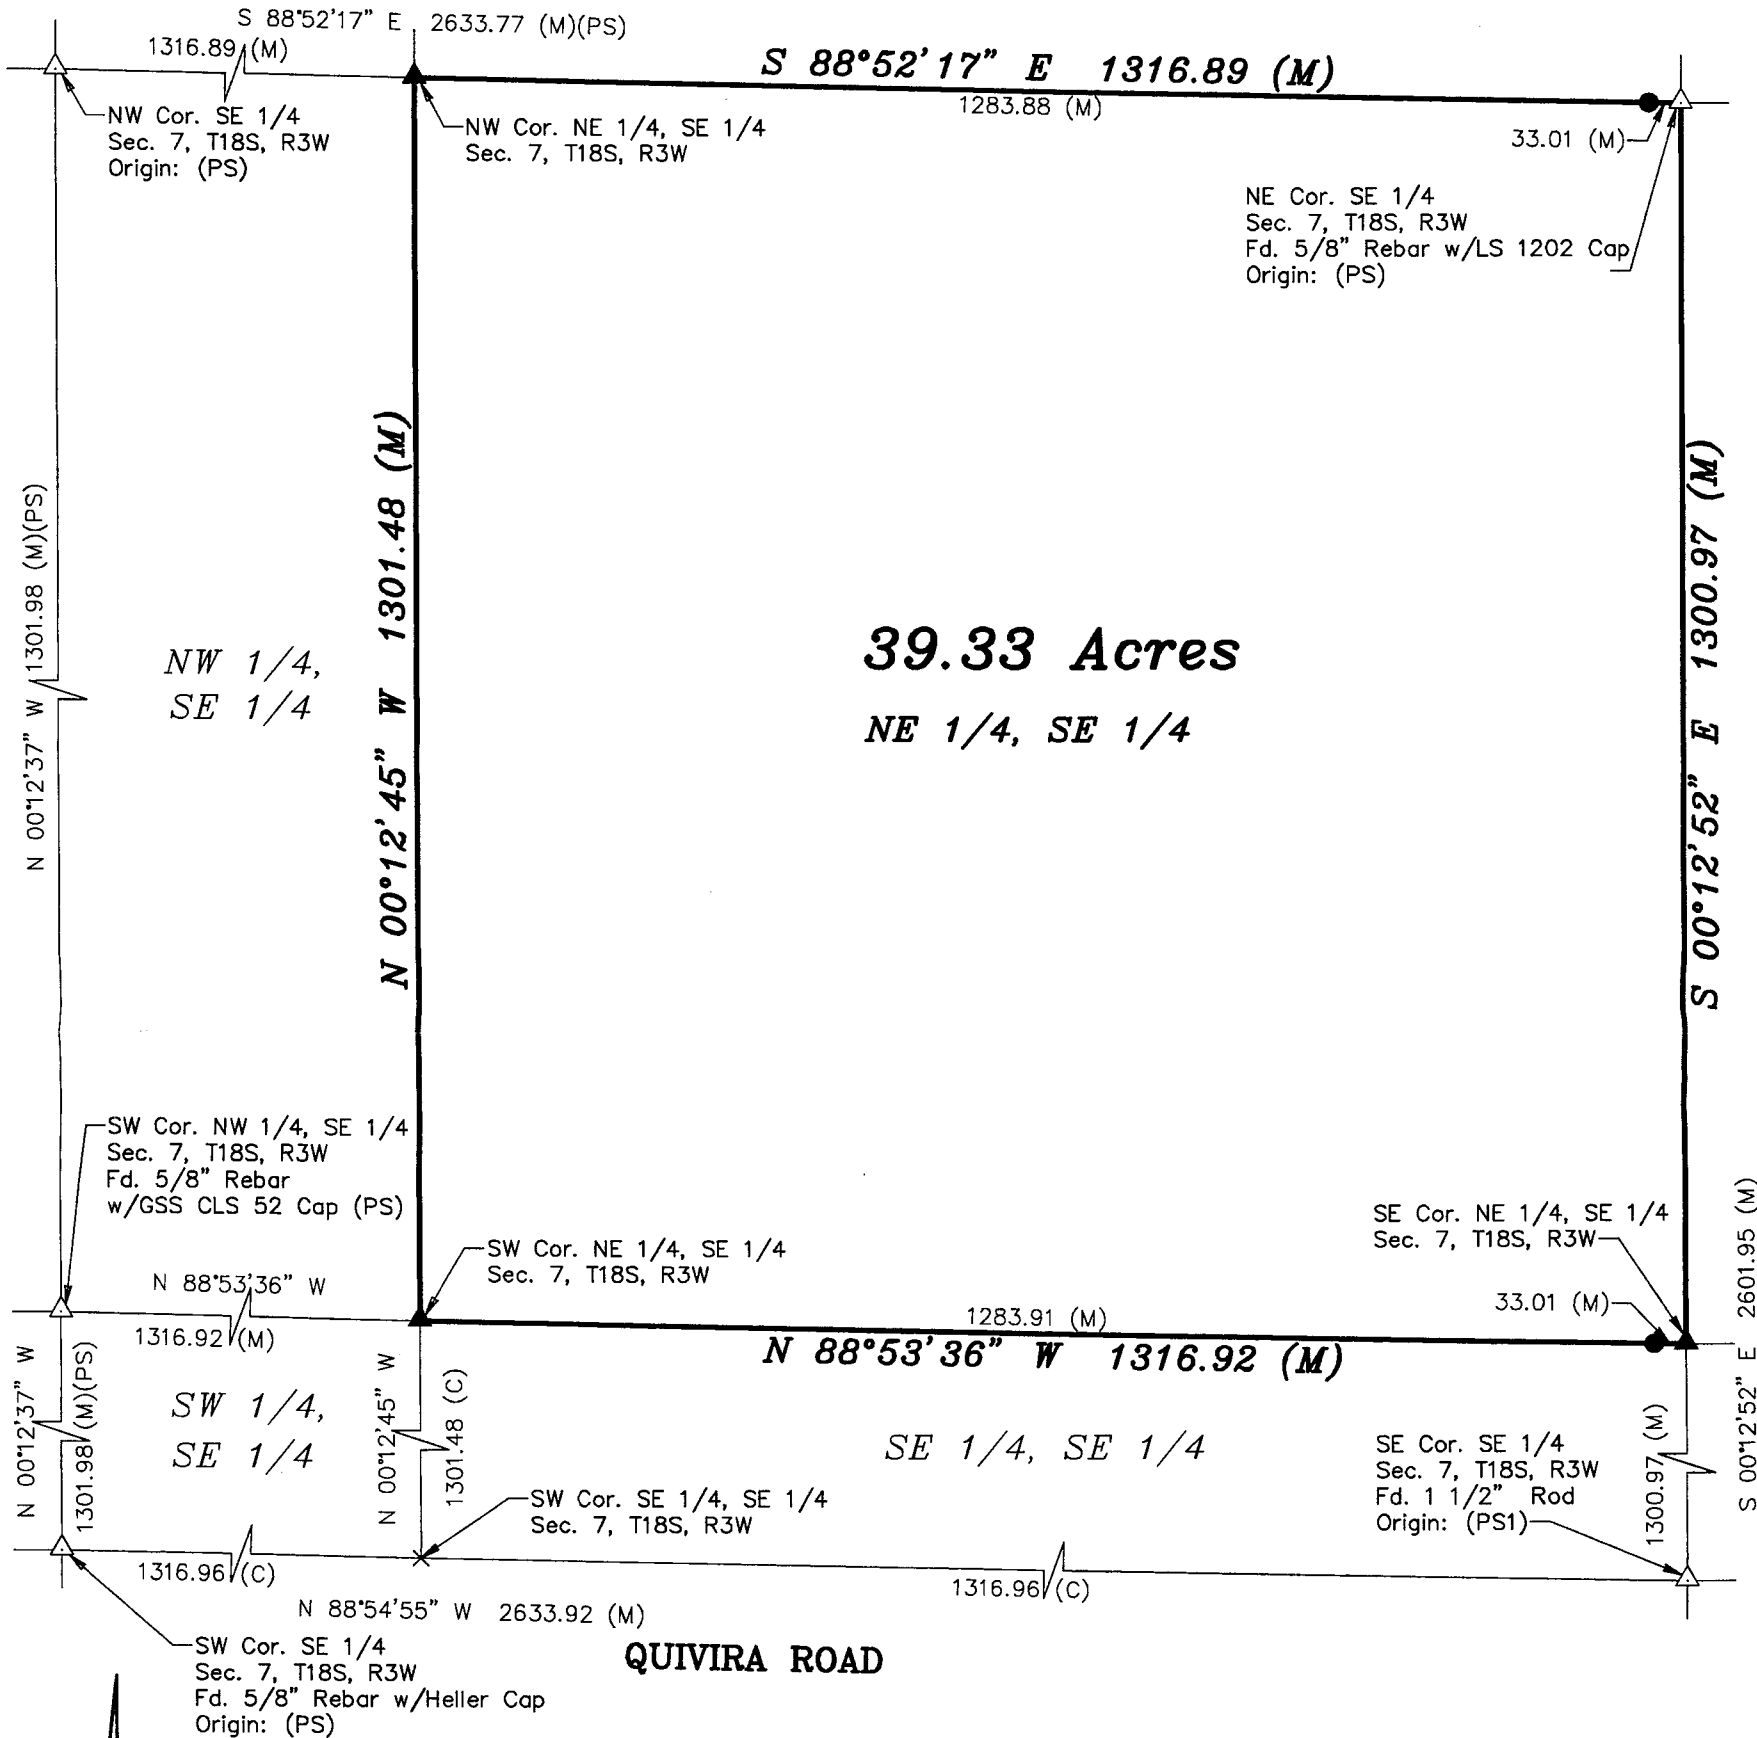 S 88°52'17" E 2633.77 (M)(PS)
1316.89 (M)
S 88°52'17" E 1316.89 (M)
1283.88 (M)
33.01 (M)
NW Cor. SE 1/4
Sec. 7, T18S, R3W
Origin: (PS)
NW Cor. NE 1/4, SE 1/4
Sec. 7, T18S, R3W
NE Cor. SE 1/4
Sec. 7, T18S, R3W
Fd. 5/8" Rebar w/LS 1202 Cap
Origin: (PS)
N 00°12'37" W 1301.98 (M)(PS)
NW 1/4,
SE 1/4
N 00°12'45" W 1301.48 (M)
39.33 Acres
NE 1/4, SE 1/4
S 00°12'52" E 1300.97 (M)
SW Cor. NW 1/4, SE 1/4
Sec. 7, T18S, R3W
Fd. 5/8" Rebar
w/GSS CLS 52 Cap (PS)
SW Cor. NE 1/4, SE 1/4
Sec. 7, T18S, R3W
SE Cor. NE 1/4, SE 1/4
Sec. 7, T18S, R3W
N 88°53'36" W
1316.92 (M)
1283.91 (M)
33.01 (M)
N 88°53'36" W 1316.92 (M)
S 00°12'52" E 2601.95 (M)
N 00°12'37" W
1301.98 (M)(PS)
SW 1/4,
SE 1/4
N 00°12'45" W
1301.48 (C)
SE 1/4, SE 1/4
1300.97 (M)
SE Cor. SE 1/4
Sec. 7, T18S, R3W
Fd. 1 1/2" Rod
Origin: (PS1)
SW Cor. SE 1/4, SE 1/4
Sec. 7, T18S, R3W
1316.96 (C)
1316.96 (C)
N 88°54'55" W 2633.92 (M)
QUIVIRA ROAD
SW Cor. SE 1/4
Sec. 7, T18S, R3W
Fd. 5/8" Rebar w/Heller Cap
Origin: (PS)